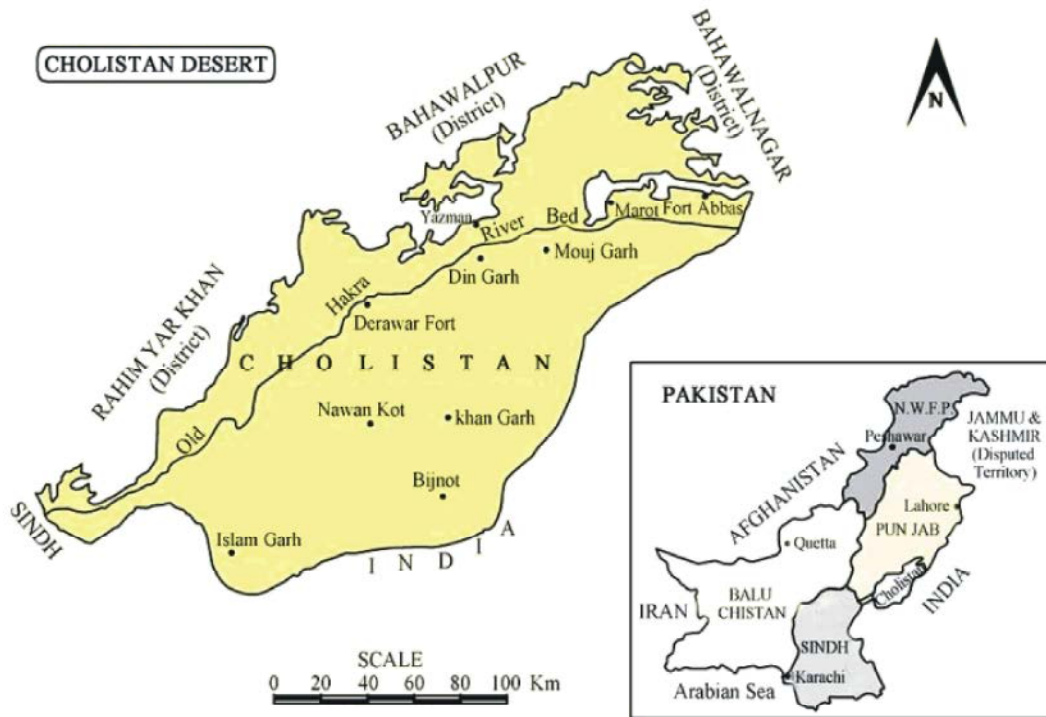 CHOLISTAN DESERT
BAHAWALPUR
(District)
BAHAWALNAGAR
(District)
N
Yazman
River
Bed
Marot
Fort Abbas
Mouj Garh
Din Garh
Hakra
Derawar Fort
RAHIM YAR KHAN
(District)
CHOLISTAN
Nawan Kot
khan Garh
Old
Bijnot
SINDH
Islam Garh
INDIA
SCALE
0 20 40 60 80 100 Km
PAKISTAN
N.W.F.P.
Peshawar
JAMMU &
KASHMIR
(Disputed
Territory)
AFGHANISTAN
Lahore
PUN JAB
Quetta
Cholistan
INDIA
IRAN
BALU
CHISTAN
SINDH
Karachi
Arabian Sea